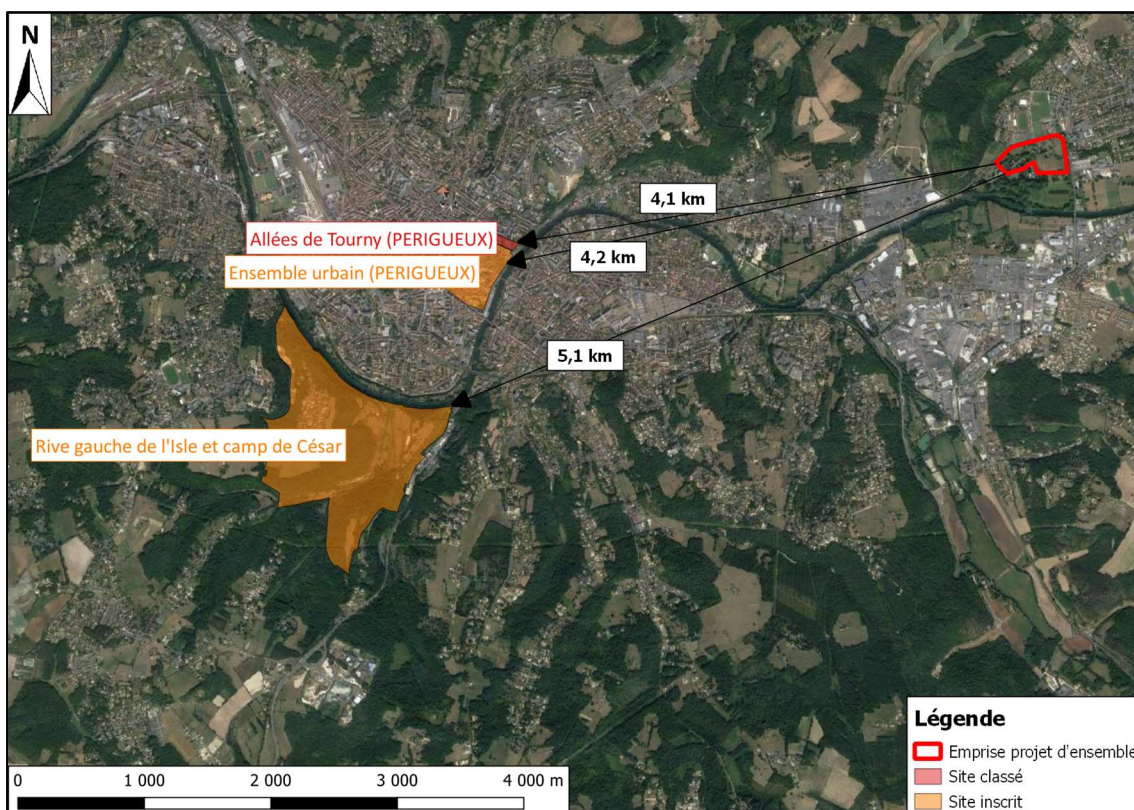 N
4,1 km
Allées de Tourny (PERIGUEUX)
4,2 km
Ensemble urbain (PERIGUEUX)
5,1 km
Rive gauche de l'Isle et camp de César
Légende
Emprise projet d'ensemble
Site classé
Site inscrit
0 1 000 2 000 3 000 4 000 m